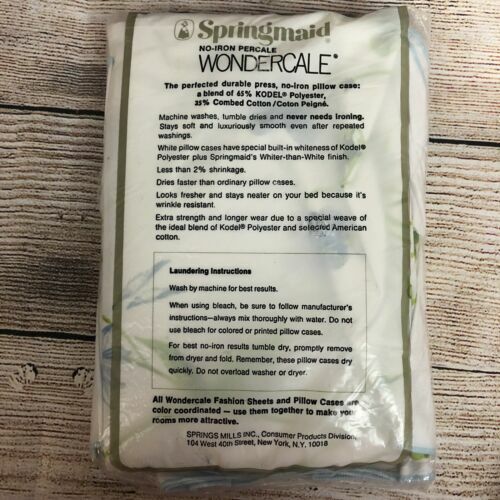 Springmaid®
NO-IRON PERCALE
WONDERCALE®
The perfected durable press, no-iron pillow case:
a blend of 65% KODEL® Polyester,
35% Combed Cotton/Coton Peigné.
Machine washes, tumble dries and never needs ironing.
Stays soft and luxuriously smooth even after repeated
washings.
White pillow cases have special built-in whiteness of Kodel®
Polyester plus Springmaid's Whiter-than-White finish.
Less than 2% shrinkage.
Dries faster than ordinary pillow cases.
Looks fresher and stays neater on your bed because it's
wrinkle resistant.
Extra strength and longer wear due to a special weave of
the ideal blend of Kodel® Polyester and selected American
cotton.
Laundering Instructions
Wash by machine for best results.
When using bleach, be sure to follow manufacturer's
instructions—always mix thoroughly with water. Do not
use bleach for colored or printed pillow cases.
For best no-iron results tumble dry, promptly remove
from dryer and fold. Remember, these pillow cases dry
quickly. Do not overload washer or dryer.
All Wondercale Fashion Sheets and Pillow Cases are
color coordinated — use them together to make your
rooms more attractive.
SPRINGS MILLS INC., Consumer Products Division,
104 West 40th Street, New York, N.Y. 10018